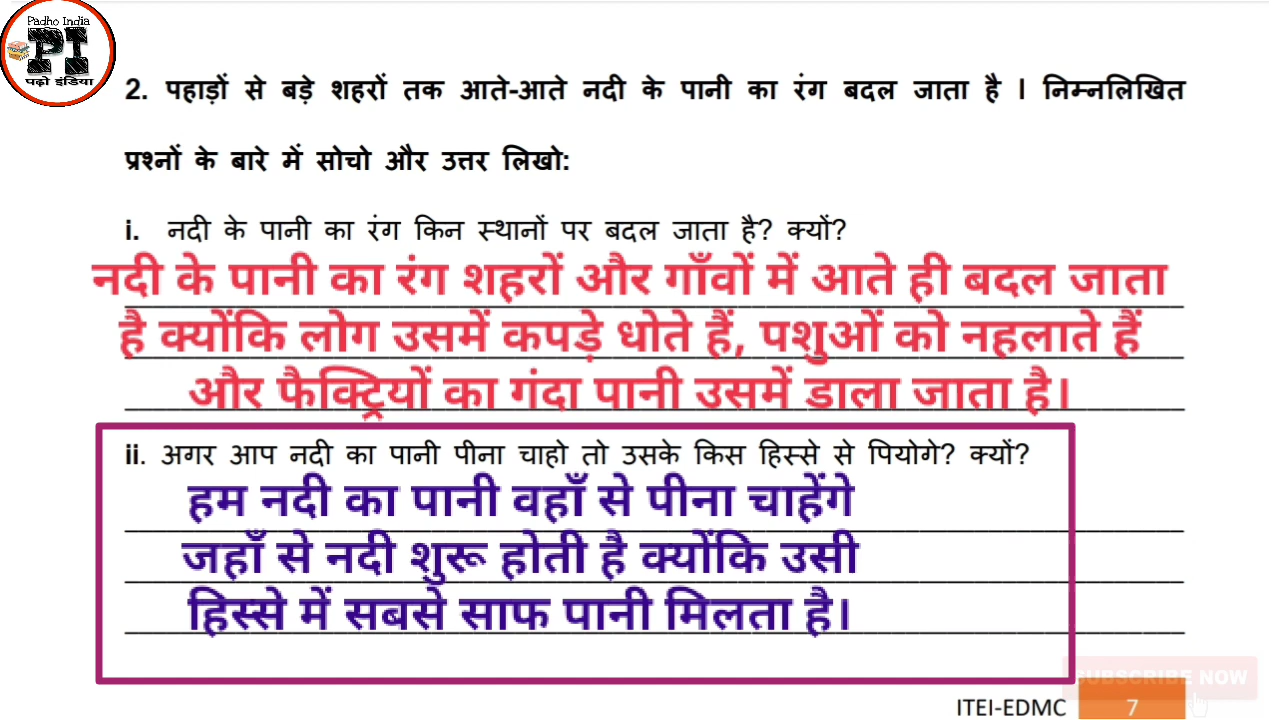 Padho India
PI
पढ़ो इंडिया
2. पहाड़ों से बड़े शहरों तक आते-आते नदी के पानी का रंग बदल जाता है । निम्नलिखित
प्रश्नों के बारे में सोचो और उत्तर लिखो:
i. नदी के पानी का रंग किन स्थानों पर बदल जाता है? क्यों?
नदी के पानी का रंग शहरों और गाँवों में आते ही बदल जाता
है क्योंकि लोग उसमें कपड़े धोते हैं, पशुओं को नहलाते हैं
और फैक्ट्रियों का गंदा पानी उसमें डाला जाता है।
ii. अगर आप नदी का पानी पीना चाहो तो उसके किस हिस्से से पियोगे? क्यों?
हम नदी का पानी वहाँ से पीना चाहेंगे
जहाँ से नदी शुरू होती है क्योंकि उसी
हिस्से में सबसे साफ पानी मिलता है।
SUBSCRIBE NOW
ITEI-EDMC 7